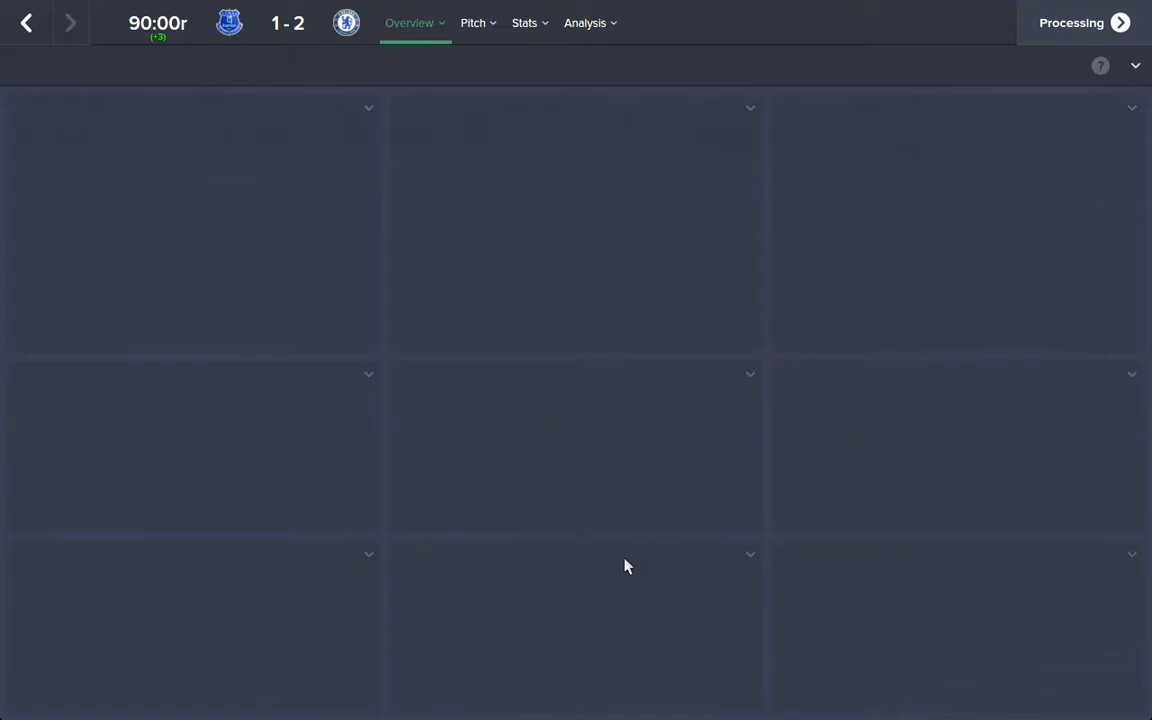 90:00r
(+3)
1 - 2
Overview
Pitch
Stats
Analysis
Processing
?